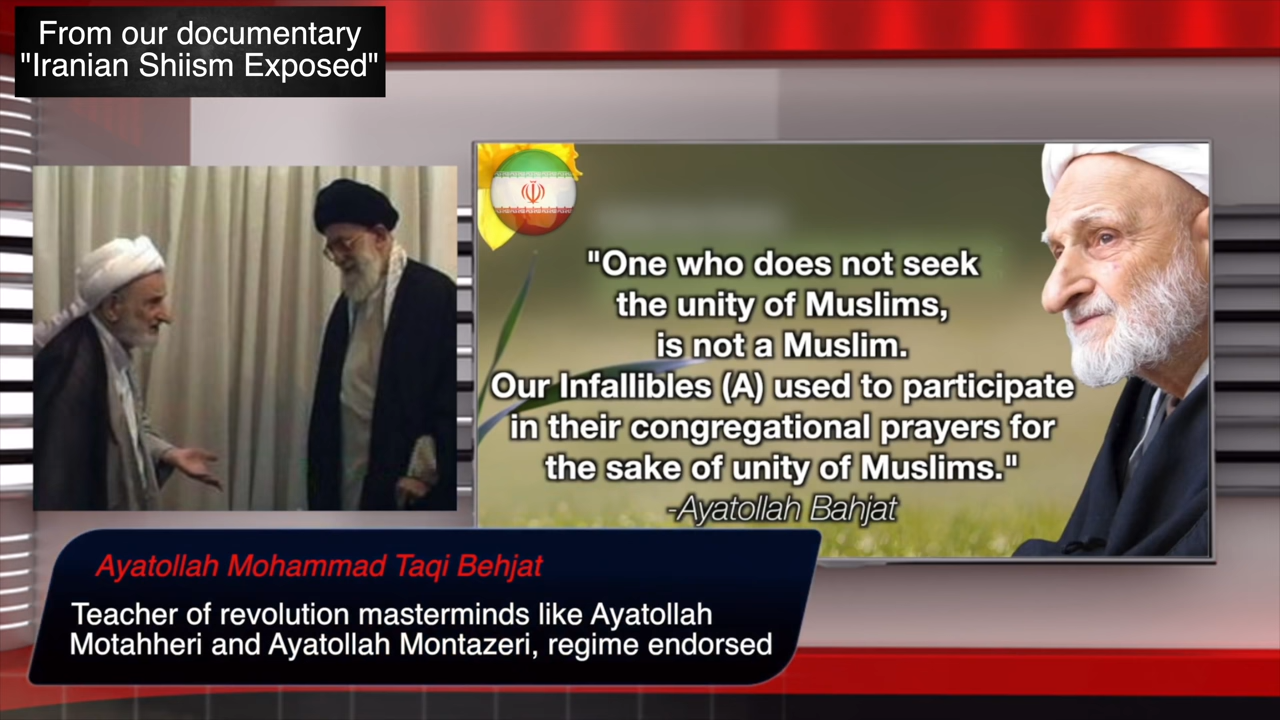 From our documentary
"Iranian Shiism Exposed"
"One who does not seek
the unity of Muslims,
is not a Muslim.
Our Infallibles (A) used to participate
in their congregational prayers for
the sake of unity of Muslims."
-Ayatollah Bahjat
Ayatollah Mohammad Taqi Behjat
Teacher of revolution masterminds like Ayatollah
Motahheri and Ayatollah Montazeri, regime endorsed